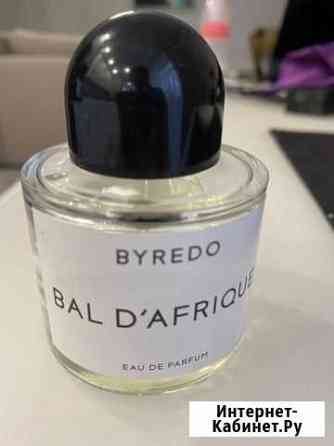 BYREDO
BAL D'AFRIQUE
EAU DE PARFUM
Интернет-
Кабинет.Ру